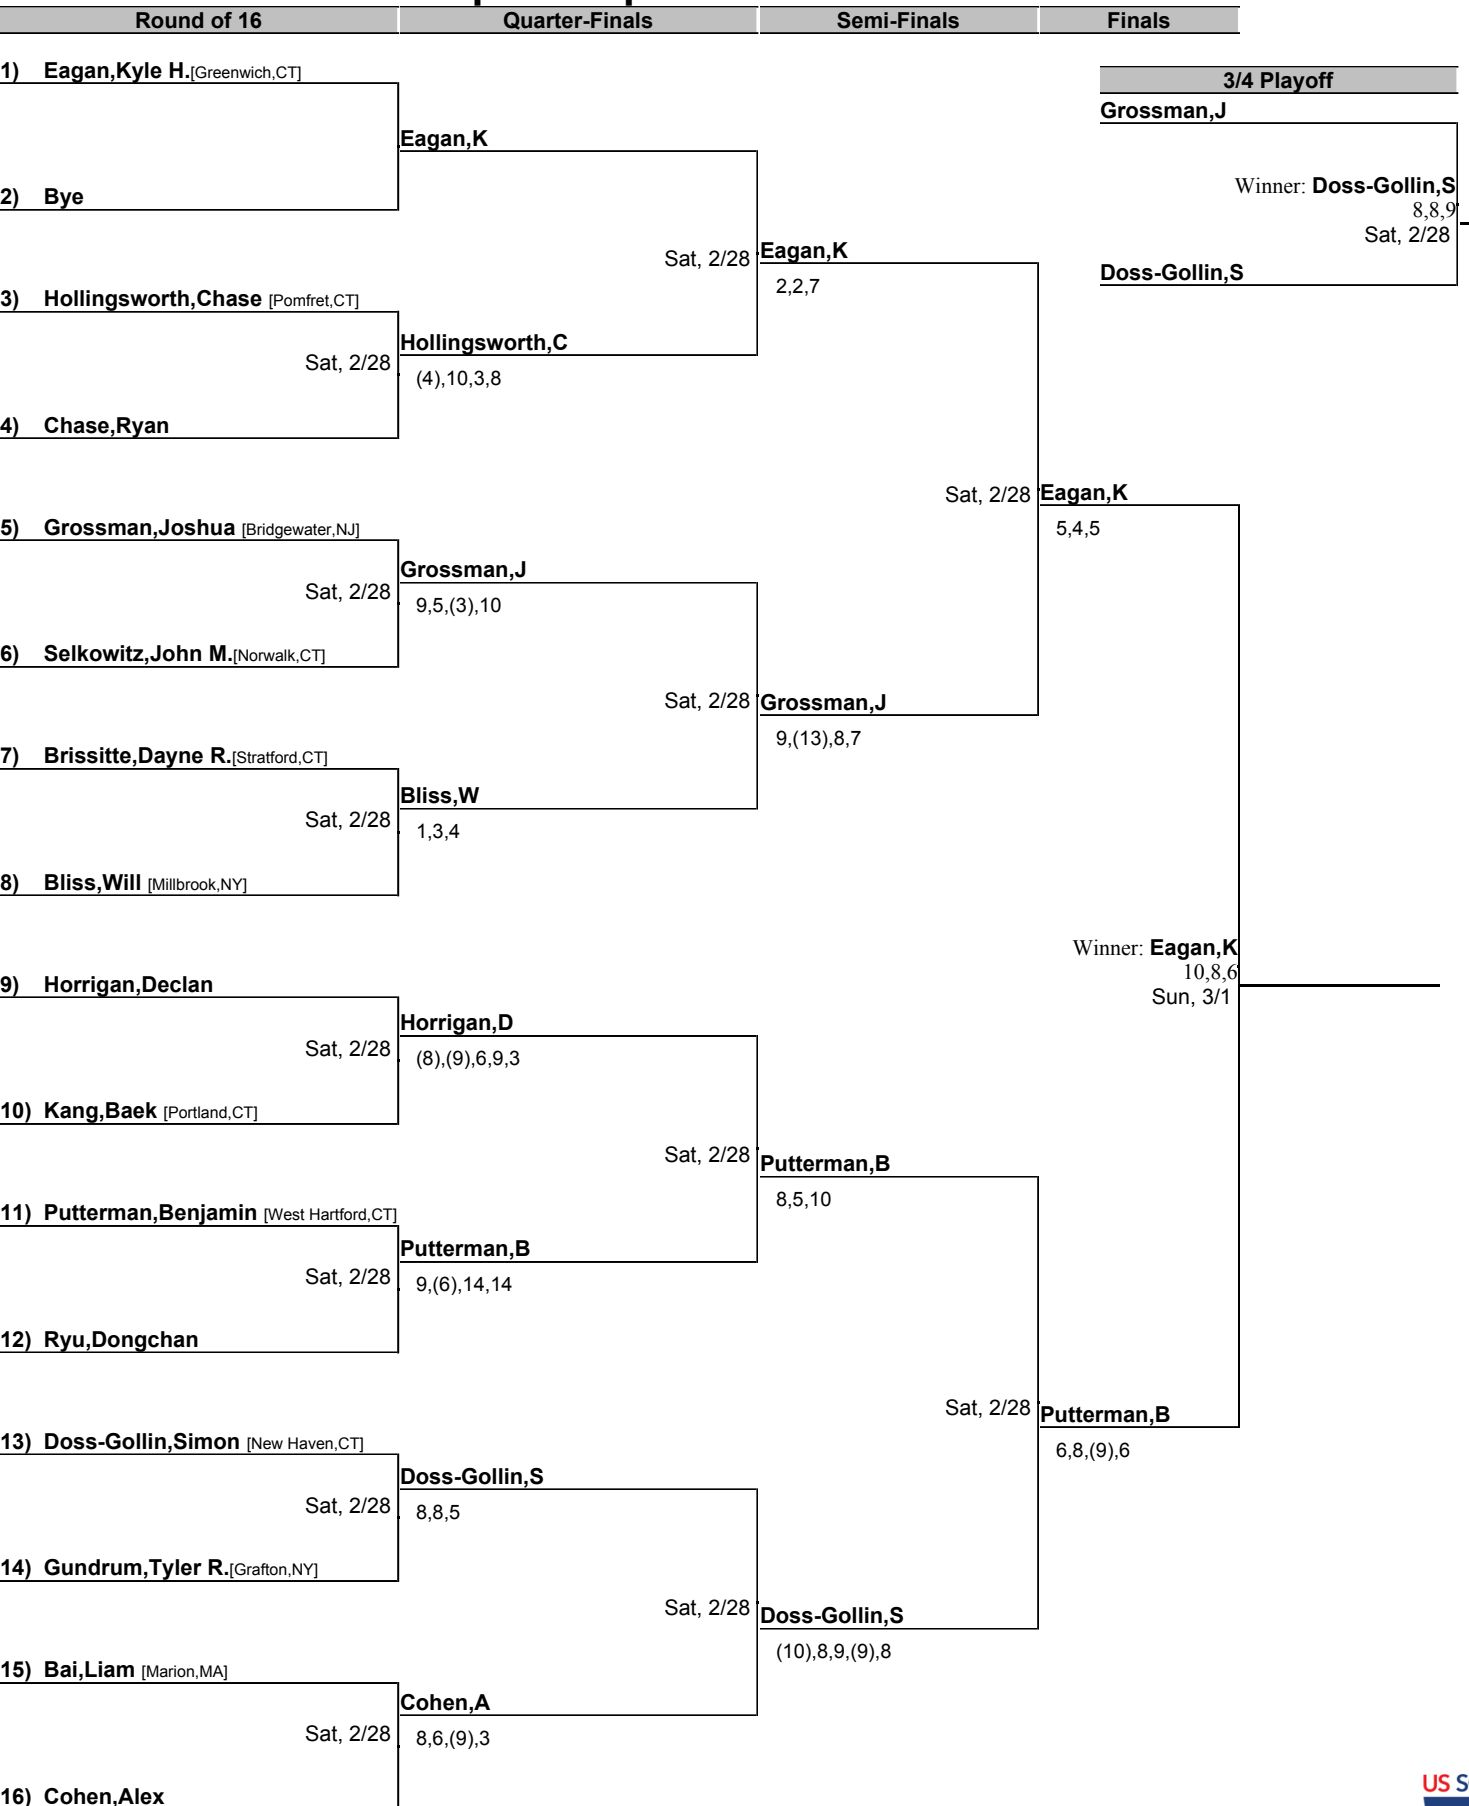 Round of 16 Quarter-Finals Semi-Finals Finals
1) Eagan,Kyle H.[Greenwich,CT]
3/4 Playoff
Grossman,J
Eagan,K
Winner: Doss-Gollin,S
2) Bye
8,8,9
Sat, 2/28
Sat, 2/28 Eagan,K
Doss-Gollin,S
2,2,7
3) Hollingsworth,Chase [Pomfret,CT]
Hollingsworth,C
Sat, 2/28
(4),10,3,8
4) Chase,Ryan
Sat, 2/28 Eagan,K
5) Grossman,Joshua [Bridgewater,NJ]
5,4,5
Grossman,J
Sat, 2/28
9,5,(3),10
6) Selkowitz,John M.[Norwalk,CT]
Sat, 2/28 Grossman,J
9,(13),8,7
7) Brissitte,Dayne R.[Stratford,CT]
Bliss,W
Sat, 2/28
1,3,4
8) Bliss,Will [Millbrook,NY]
Winner: Eagan,K
10,8,6
9) Horrigan,Declan
Sun, 3/1
Horrigan,D
Sat, 2/28
(8),(9),6,9,3
10) Kang,Baek [Portland,CT]
Sat, 2/28 Putterman,B
8,5,10
11) Putterman,Benjamin [West Hartford,CT]
Putterman,B
Sat, 2/28
9,(6),14,14
12) Ryu,Dongchan
Sat, 2/28 Putterman,B
13) Doss-Gollin,Simon [New Haven,CT]
6,8,(9),6
Doss-Gollin,S
Sat, 2/28
8,8,5
14) Gundrum,Tyler R.[Grafton,NY]
Sat, 2/28 Doss-Gollin,S
(10),8,9,(9),8
15) Bai,Liam [Marion,MA]
Cohen,A
Sat, 2/28
8,6,(9),3
US
16) Cohen,Alex